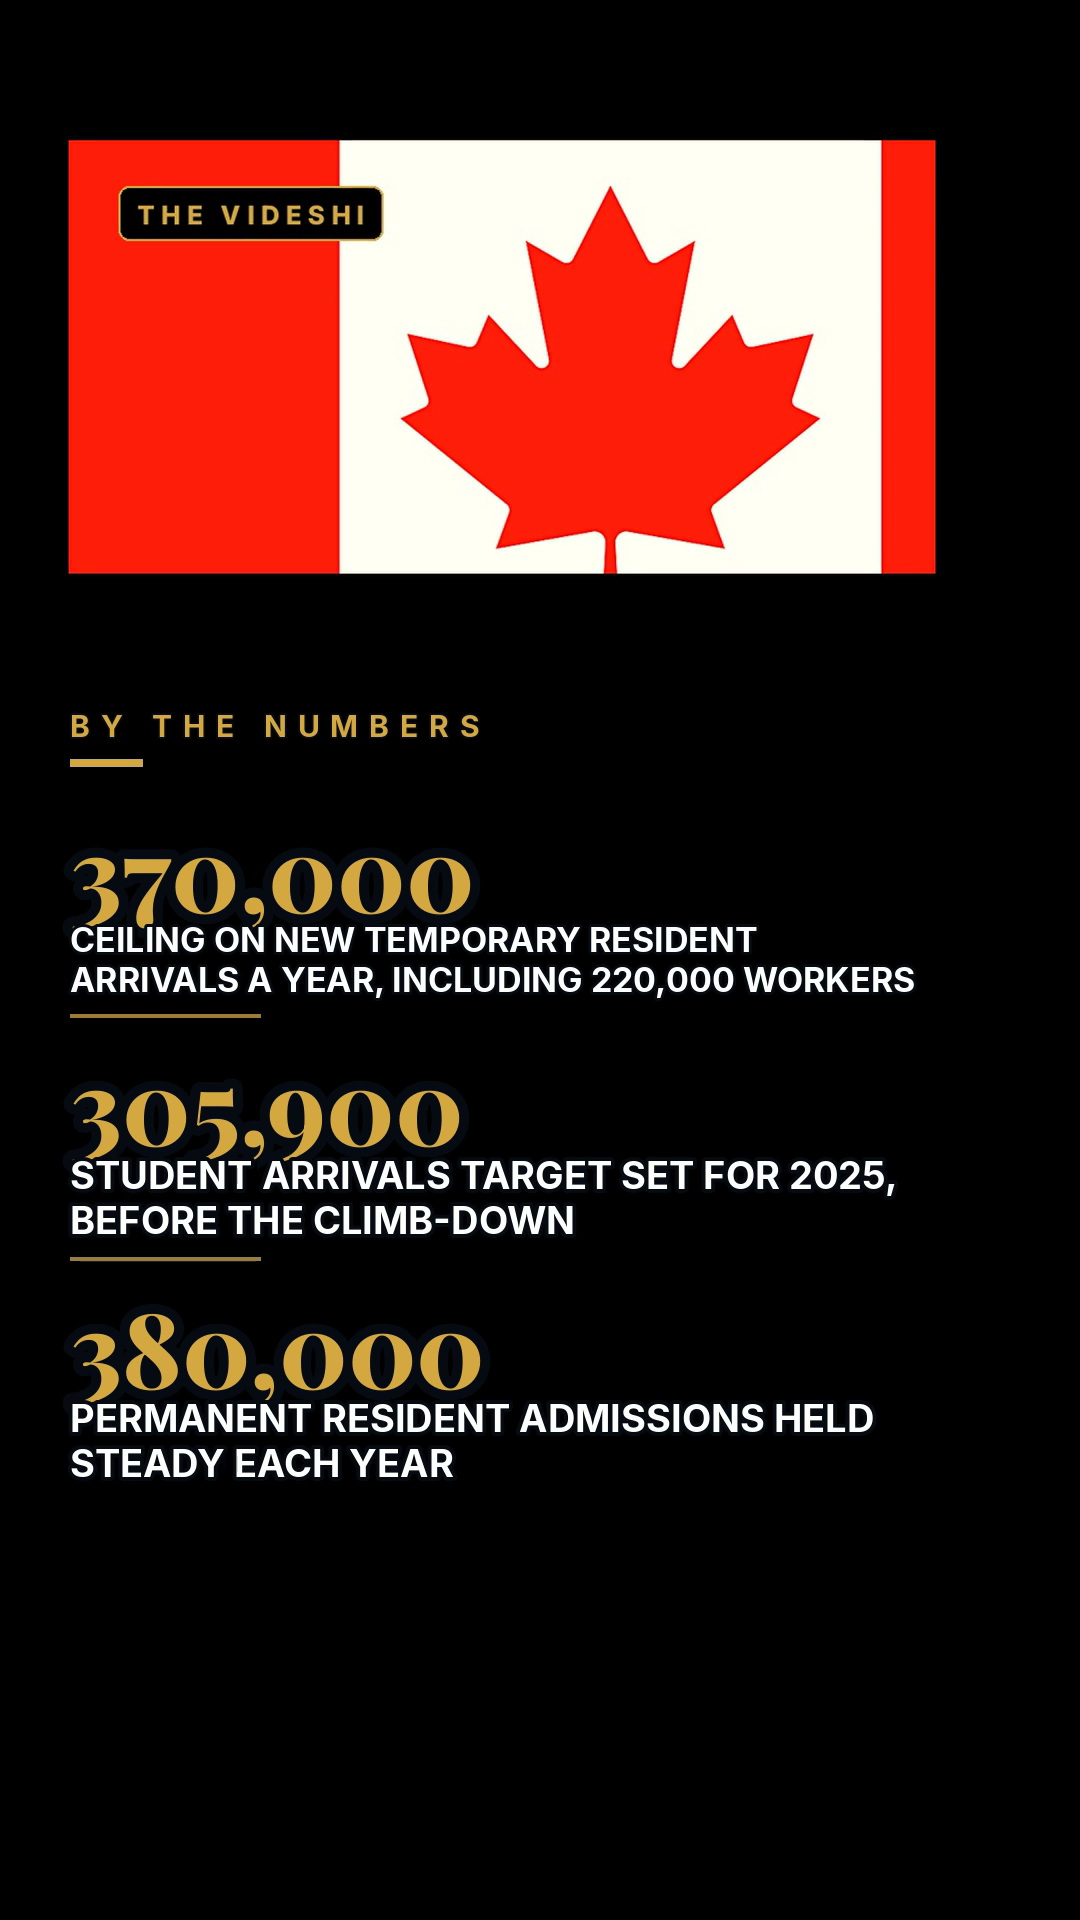 THE VIDESHI
BY THE NUMBERS
370,000
CEILING ON NEW TEMPORARY RESIDENT
ARRIVALS A YEAR, INCLUDING 220,000 WORKERS
305,900
STUDENT ARRIVALS TARGET SET FOR 2025,
BEFORE THE CLIMB-DOWN
380,000
PERMANENT RESIDENT ADMISSIONS HELD
STEADY EACH YEAR